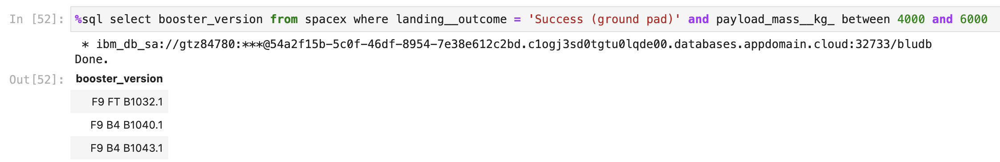 In [52]: %sql select booster_version from spacex where landing__outcome = 'Success (ground pad)' and payload_mass__kg_ between 4000 and 6000
* ibm_db_sa://gtz84780:***@54a2f15b-5c0f-46df-8954-7e38e612c2bd.c1ogj3sd0tgtu0lqde00.databases.appdomain.cloud:32733/bludb
Done.
Out[52]: booster_version
F9 FT B1032.1
F9 B4 B1040.1
F9 B4 B1043.1